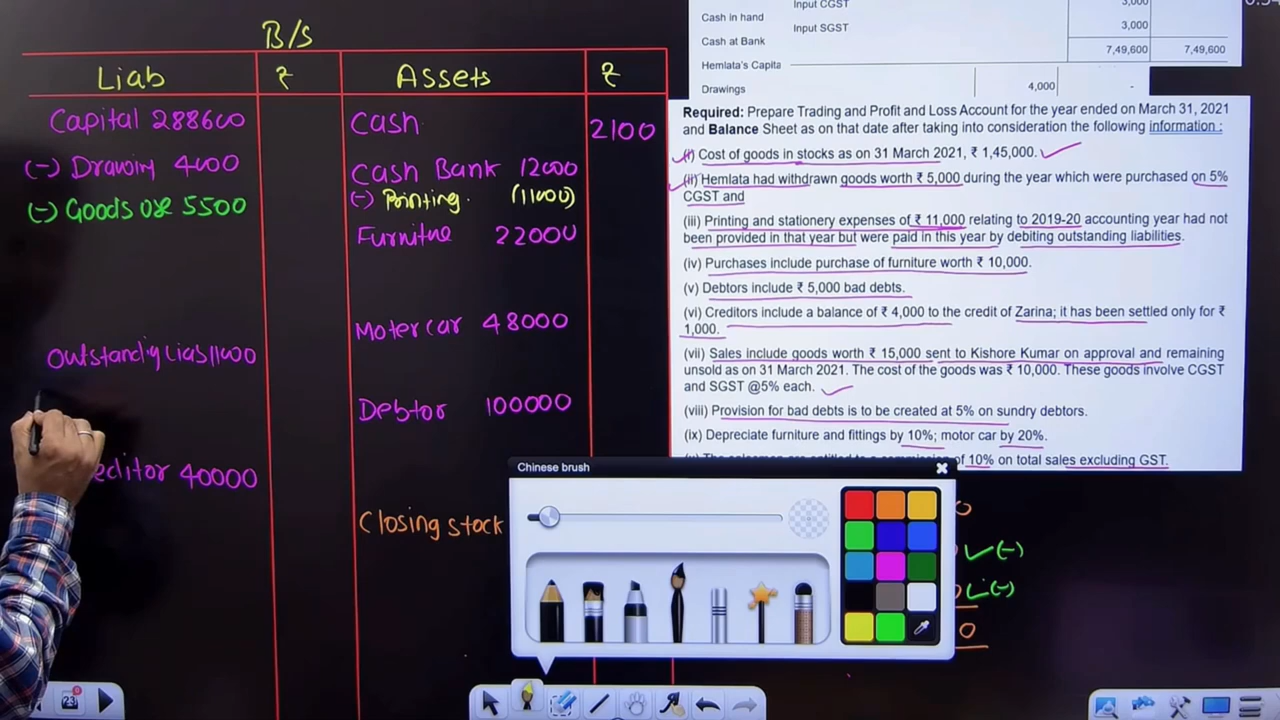 B/S
Liab ₹ Assets ₹
Capital 288600 Cash 2100
(-) Drawing 4000 Cash Bank 12000
(-) Goods use 5500 (-) Printing. (11000)
Furniture 22000
Moter car 48000
Outstandig Liab 11000
Debtor 100000
editor 40000
Closing stock
Input CGST 3,000
Cash in hand
Input SGST 3,000
Cash at Bank
7,49,600 7,49,600
Hemlata's Capita
Drawings 4,000 -
Required: Prepare Trading and Profit and Loss Account for the year ended on March 31, 2021
and Balance Sheet as on that date after taking into consideration the following information :
(i) Cost of goods in stocks as on 31 March 2021, ₹ 1,45,000.
(ii) Hemlata had withdrawn goods worth ₹ 5,000 during the year which were purchased on 5%
CGST and
(iii) Printing and stationery expenses of ₹ 11,000 relating to 2019-20 accounting year had not
been provided in that year but were paid in this year by debiting outstanding liabilities.
(iv) Purchases include purchase of furniture worth ₹ 10,000.
(v) Debtors include ₹ 5,000 bad debts.
(vi) Creditors include a balance of ₹ 4,000 to the credit of Zarina; it has been settled only for ₹
1,000.
(vii) Sales include goods worth ₹ 15,000 sent to Kishore Kumar on approval and remaining
unsold as on 31 March 2021. The cost of the goods was ₹ 10,000. These goods involve CGST
and SGST @5% each.
(viii) Provision for bad debts is to be created at 5% on sundry debtors.
(ix) Depreciate furniture and fittings by 10%; motor car by 20%.
of 10% on total sales excluding GST.
Chinese brush
0
(-)
(-)
0
23